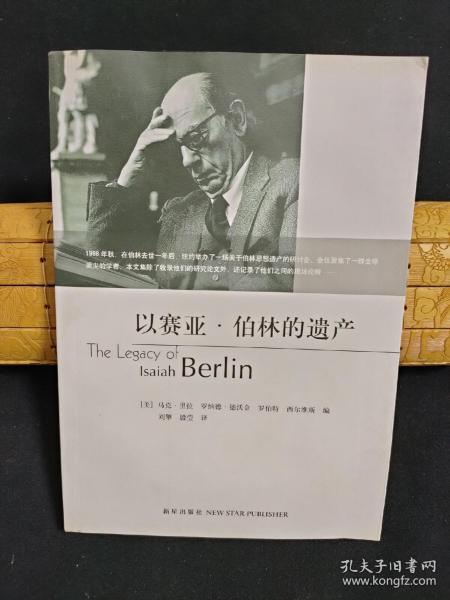 1998年秋，在伯林去世一年后，纽约举办了一场关于伯林思想遗产的研讨会。会议聚集了一群全球
最尖的学者。本文集除了收录他们的研究论文外，还记录了他们之间的现场论辩……
以赛亚·伯林的遗产
The Legacy of
Isaiah Berlin
［美］马克·里拉 罗纳德·德沃金 罗伯特 西尔维斯 编
刘擎 殷莹 译
新星出版社 NEW STAR PUBLISHER
孔夫子旧书网
www.kongfz.com